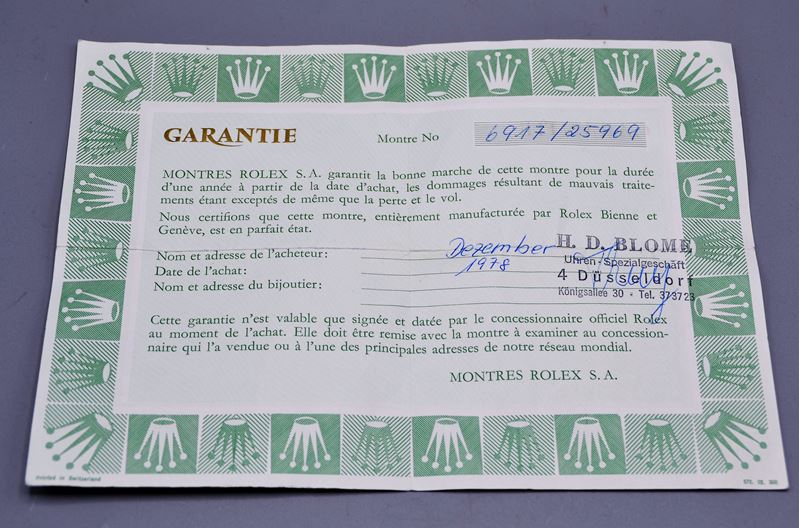 GARANTIE Montre No 6917/25969
MONTRES ROLEX S.A. garantit la bonne marche de cette montre pour la durée
d'une année à partir de la date d'achat, les dommages résultant de mauvais traite-
ments étant exceptés de même que la perte et le vol.
Nous certifions que cette montre, entièrement manufacturée par Rolex Bienne et
Genève, est en parfait état.
Nom et adresse de l'acheteur:
Date de l'achat:
Nom et adresse du bijoutier:
Dezember
1978
H. D. BLOME
Uhren-Spezialgeschäft
4 Düsseldorf
Königsallee 30 · Tel. 373723
Cette garantie n'est valable que signée et datée par le concessionnaire officiel Rolex
au moment de l'achat. Elle doit être remise avec la montre à examiner au concession-
naire qui l'a vendue ou à l'une des principales adresses de notre réseau mondial.
MONTRES ROLEX S.A.
Printed in Switzerland